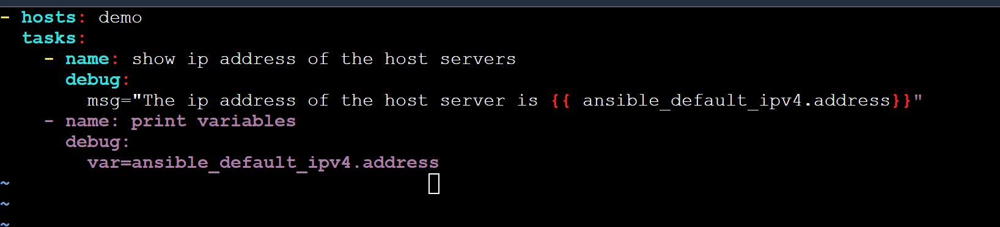 - hosts: demo
  tasks:
    - name: show ip address of the host servers
      debug:
        msg="The ip address of the host server is {{ ansible_default_ipv4.address}}"
    - name: print variables
      debug:
        var=ansible_default_ipv4.address
~
~
~